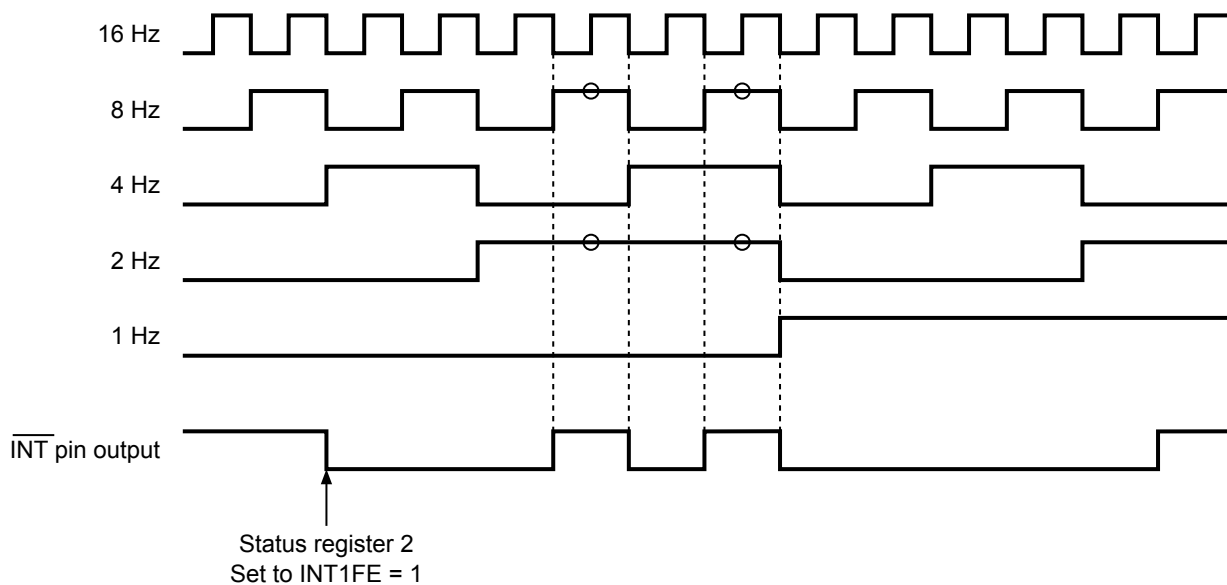 16 Hz
8 Hz
4 Hz
2 Hz
1 Hz
INT pin output
Status register 2
Set to INT1FE = 1